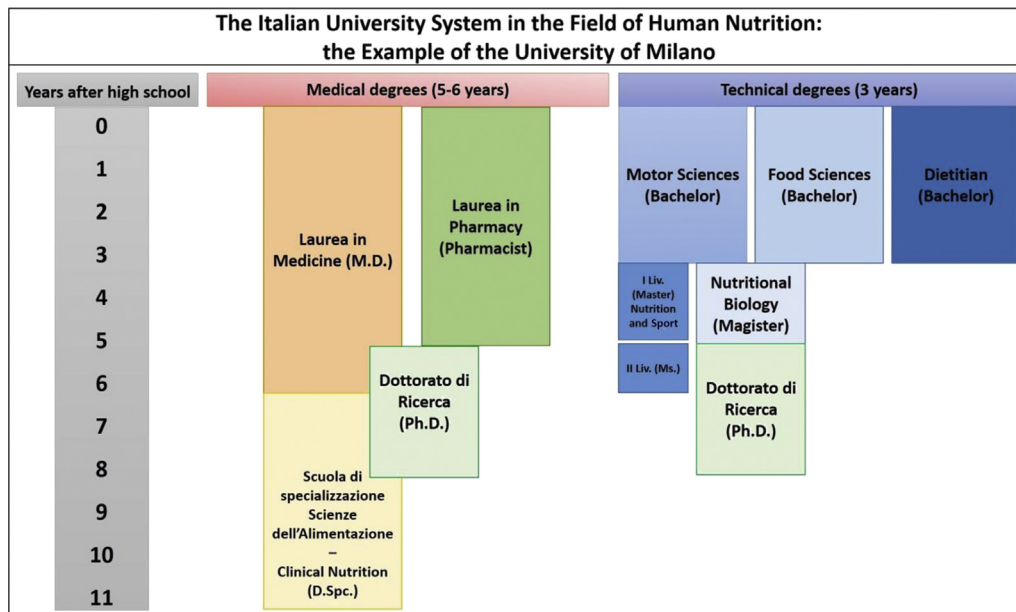 The Italian University System in the Field of Human Nutrition:
the Example of the University of Milano
Years after high school
Medical degrees (5-6 years)
Technical degrees (3 years)
0
1
2
3
4
5
6
7
8
9
10
11
Laurea in
Medicine (M.D.)
Laurea in
Pharmacy
(Pharmacist)
Dottorato di
Ricerca
(Ph.D.)
Scuola di
specializzazione
Scienze
dell'Alimentazione
–
Clinical Nutrition
(D.Spc.)
Motor Sciences
(Bachelor)
Food Sciences
(Bachelor)
Dietitian
(Bachelor)
I Liv.
(Master)
Nutrition
and Sport
Nutritional
Biology
(Magister)
II Liv. (Ms.)
Dottorato di
Ricerca
(Ph.D.)